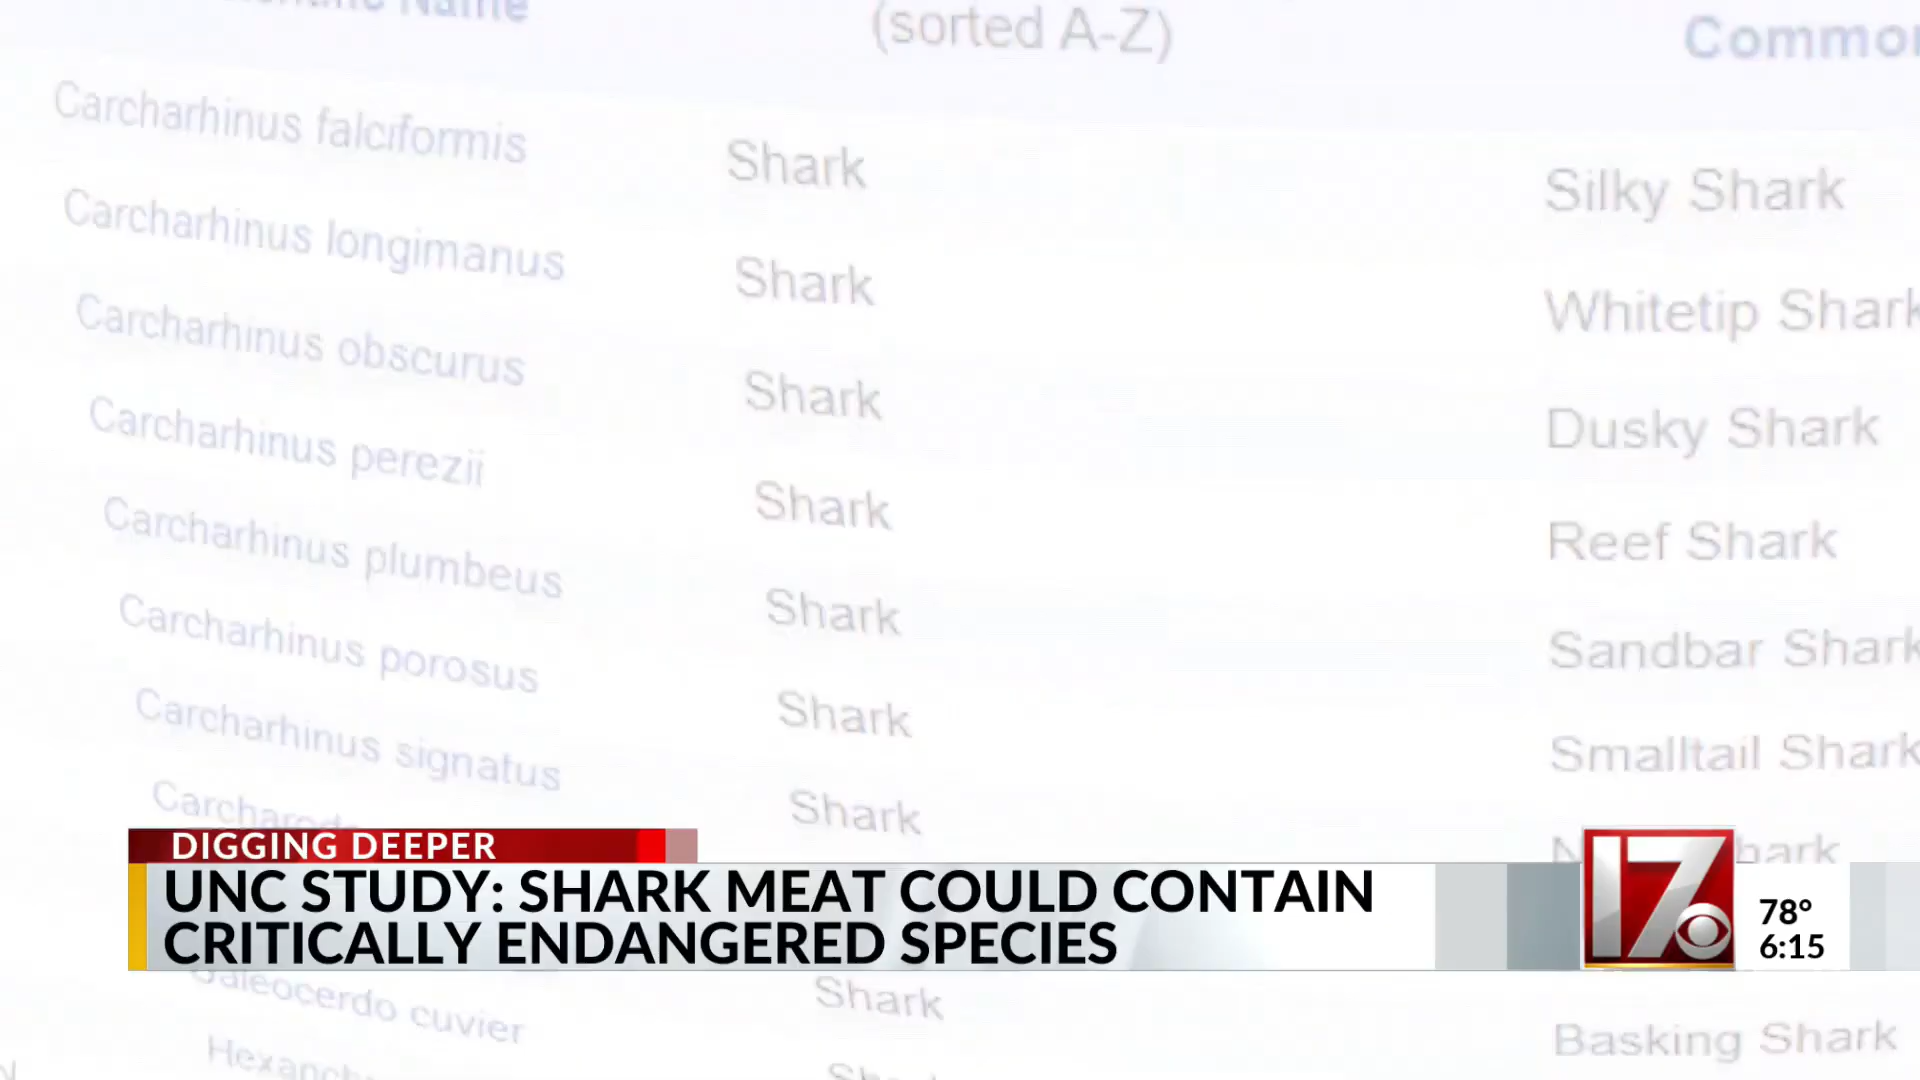 Name
(sorted A-Z)
Carcharhinus falciformis
Shark
Silky Shark
Carcharhinus longimanus
Shark
Whitetip Shark
Carcharhinus obscurus
Shark
Dusky Shark
Carcharhinus perezii
Shark
Reef Shark
Carcharhinus plumbeus
Shark
Sandbar Shark
Carcharhinus porosus
Shark
Smalltail Shark
Carcharhinus signatus
Shark
DIGGING DEEPER
UNC STUDY: SHARK MEAT COULD CONTAIN
CRITICALLY ENDANGERED SPECIES
17
78°
6:15
cuvier
Shark
Basking Shark